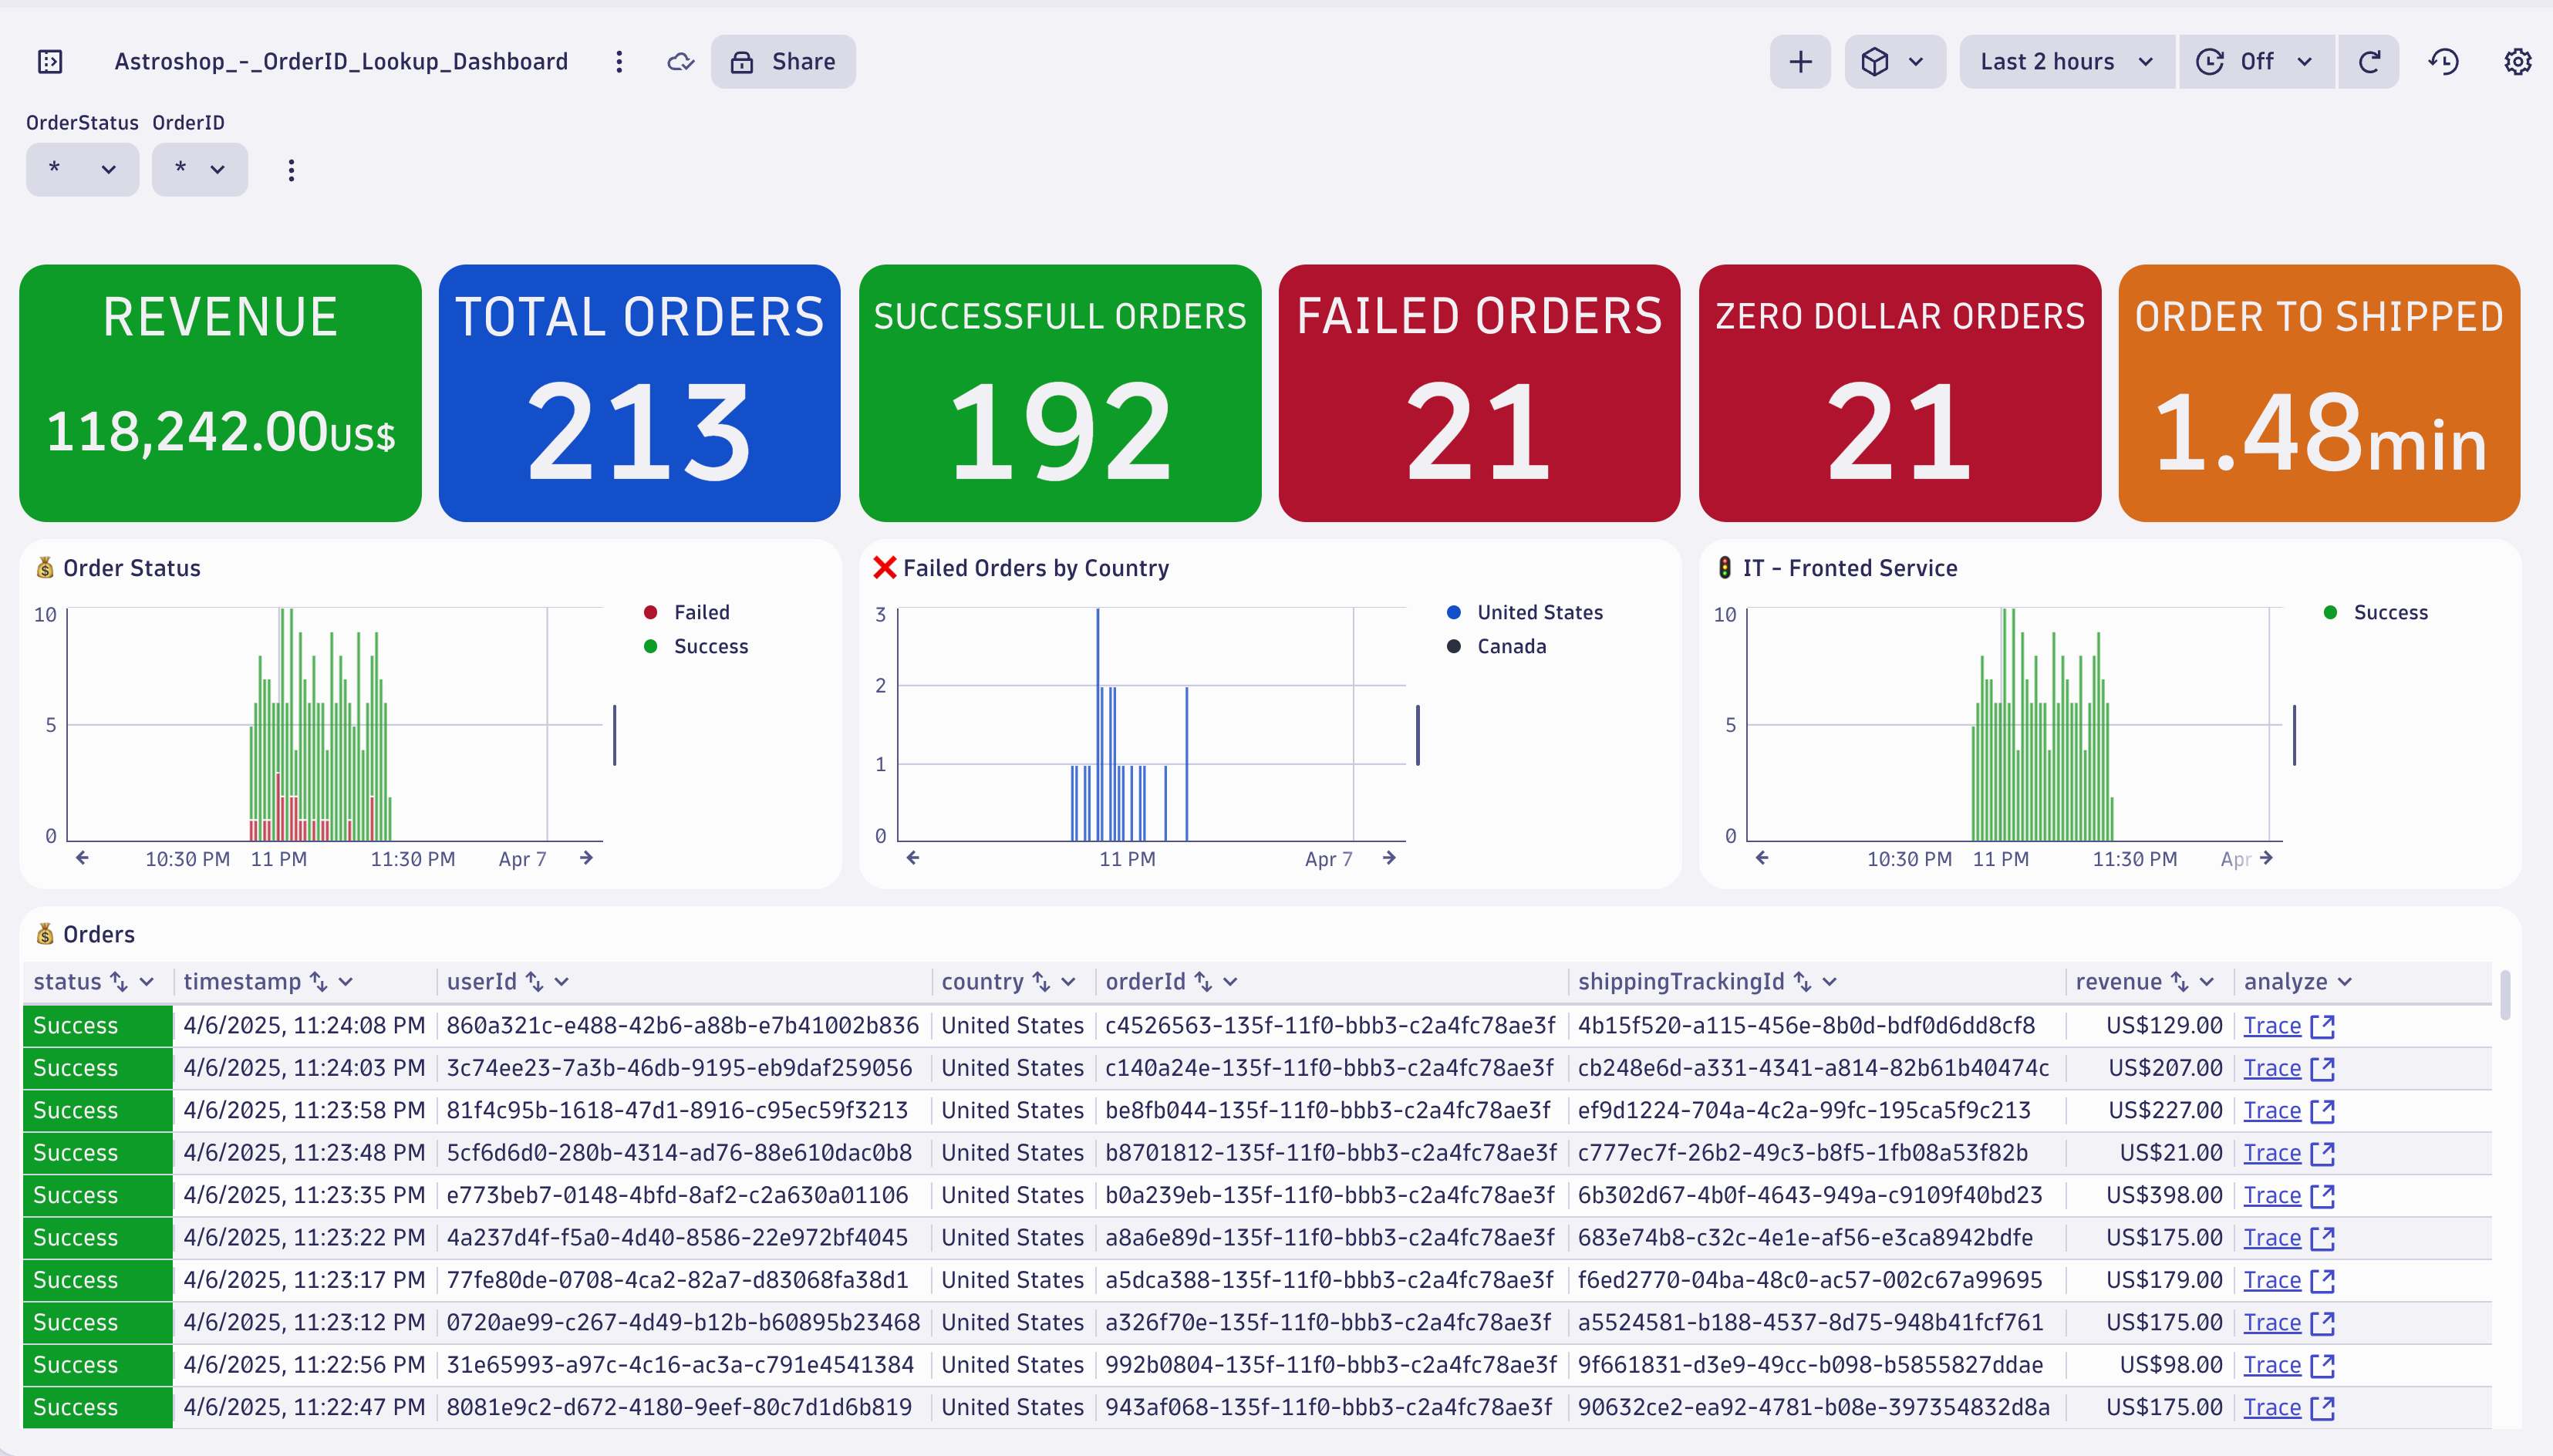 Astroshop_-_OrderID_Lookup_Dashboard Share Last 2 hours Off
OrderStatus OrderID
* *
REVENUE
118,242.00US$
TOTAL ORDERS
213
SUCCESSFULL ORDERS
192
FAILED ORDERS
21
ZERO DOLLAR ORDERS
21
ORDER TO SHIPPED
1.48min
Order Status
10
5
0
10:30 PM 11 PM 11:30 PM Apr 7
Failed
Success
Failed Orders by Country
3
2
1
0
11 PM Apr 7
United States
Canada
IT - Fronted Service
10
5
0
10:30 PM 11 PM 11:30 PM Apr
Success
Orders
status timestamp userId country orderId shippingTrackingId revenue analyze
Success 4/6/2025, 11:24:08 PM 860a321c-e488-42b6-a88b-e7b41002b836 United States c4526563-135f-11f0-bbb3-c2a4fc78ae3f 4b15f520-a115-456e-8b0d-bdf0d6dd8cf8 US$129.00 Trace
Success 4/6/2025, 11:24:03 PM 3c74ee23-7a3b-46db-9195-eb9daf259056 United States c140a24e-135f-11f0-bbb3-c2a4fc78ae3f cb248e6d-a331-4341-a814-82b61b40474c US$207.00 Trace
Success 4/6/2025, 11:23:58 PM 81f4c95b-1618-47d1-8916-c95ec59f3213 United States be8fb044-135f-11f0-bbb3-c2a4fc78ae3f ef9d1224-704a-4c2a-99fc-195ca5f9c213 US$227.00 Trace
Success 4/6/2025, 11:23:48 PM 5cf6d6d0-280b-4314-ad76-88e610dac0b8 United States b8701812-135f-11f0-bbb3-c2a4fc78ae3f c777ec7f-26b2-49c3-b8f5-1fb08a53f82b US$21.00 Trace
Success 4/6/2025, 11:23:35 PM e773beb7-0148-4bfd-8af2-c2a630a01106 United States b0a239eb-135f-11f0-bbb3-c2a4fc78ae3f 6b302d67-4b0f-4643-949a-c9109f40bd23 US$398.00 Trace
Success 4/6/2025, 11:23:22 PM 4a237d4f-f5a0-4d40-8586-22e972bf4045 United States a8a6e89d-135f-11f0-bbb3-c2a4fc78ae3f 683e74b8-c32c-4e1e-af56-e3ca8942bdfe US$175.00 Trace
Success 4/6/2025, 11:23:17 PM 77fe80de-0708-4ca2-82a7-d83068fa38d1 United States a5dca388-135f-11f0-bbb3-c2a4fc78ae3f f6ed2770-04ba-48c0-ac57-002c67a99695 US$179.00 Trace
Success 4/6/2025, 11:23:12 PM 0720ae99-c267-4d49-b12b-b60895b23468 United States a326f70e-135f-11f0-bbb3-c2a4fc78ae3f a5524581-b188-4537-8d75-948b41fcf761 US$175.00 Trace
Success 4/6/2025, 11:22:56 PM 31e65993-a97c-4c16-ac3a-c791e4541384 United States 992b0804-135f-11f0-bbb3-c2a4fc78ae3f 9f661831-d3e9-49cc-b098-b5855827ddae US$98.00 Trace
Success 4/6/2025, 11:22:47 PM 8081e9c2-d672-4180-9eef-80c7d1d6b819 United States 943af068-135f-11f0-bbb3-c2a4fc78ae3f 90632ce2-ea92-4781-b08e-397354832d8a US$175.00 Trace